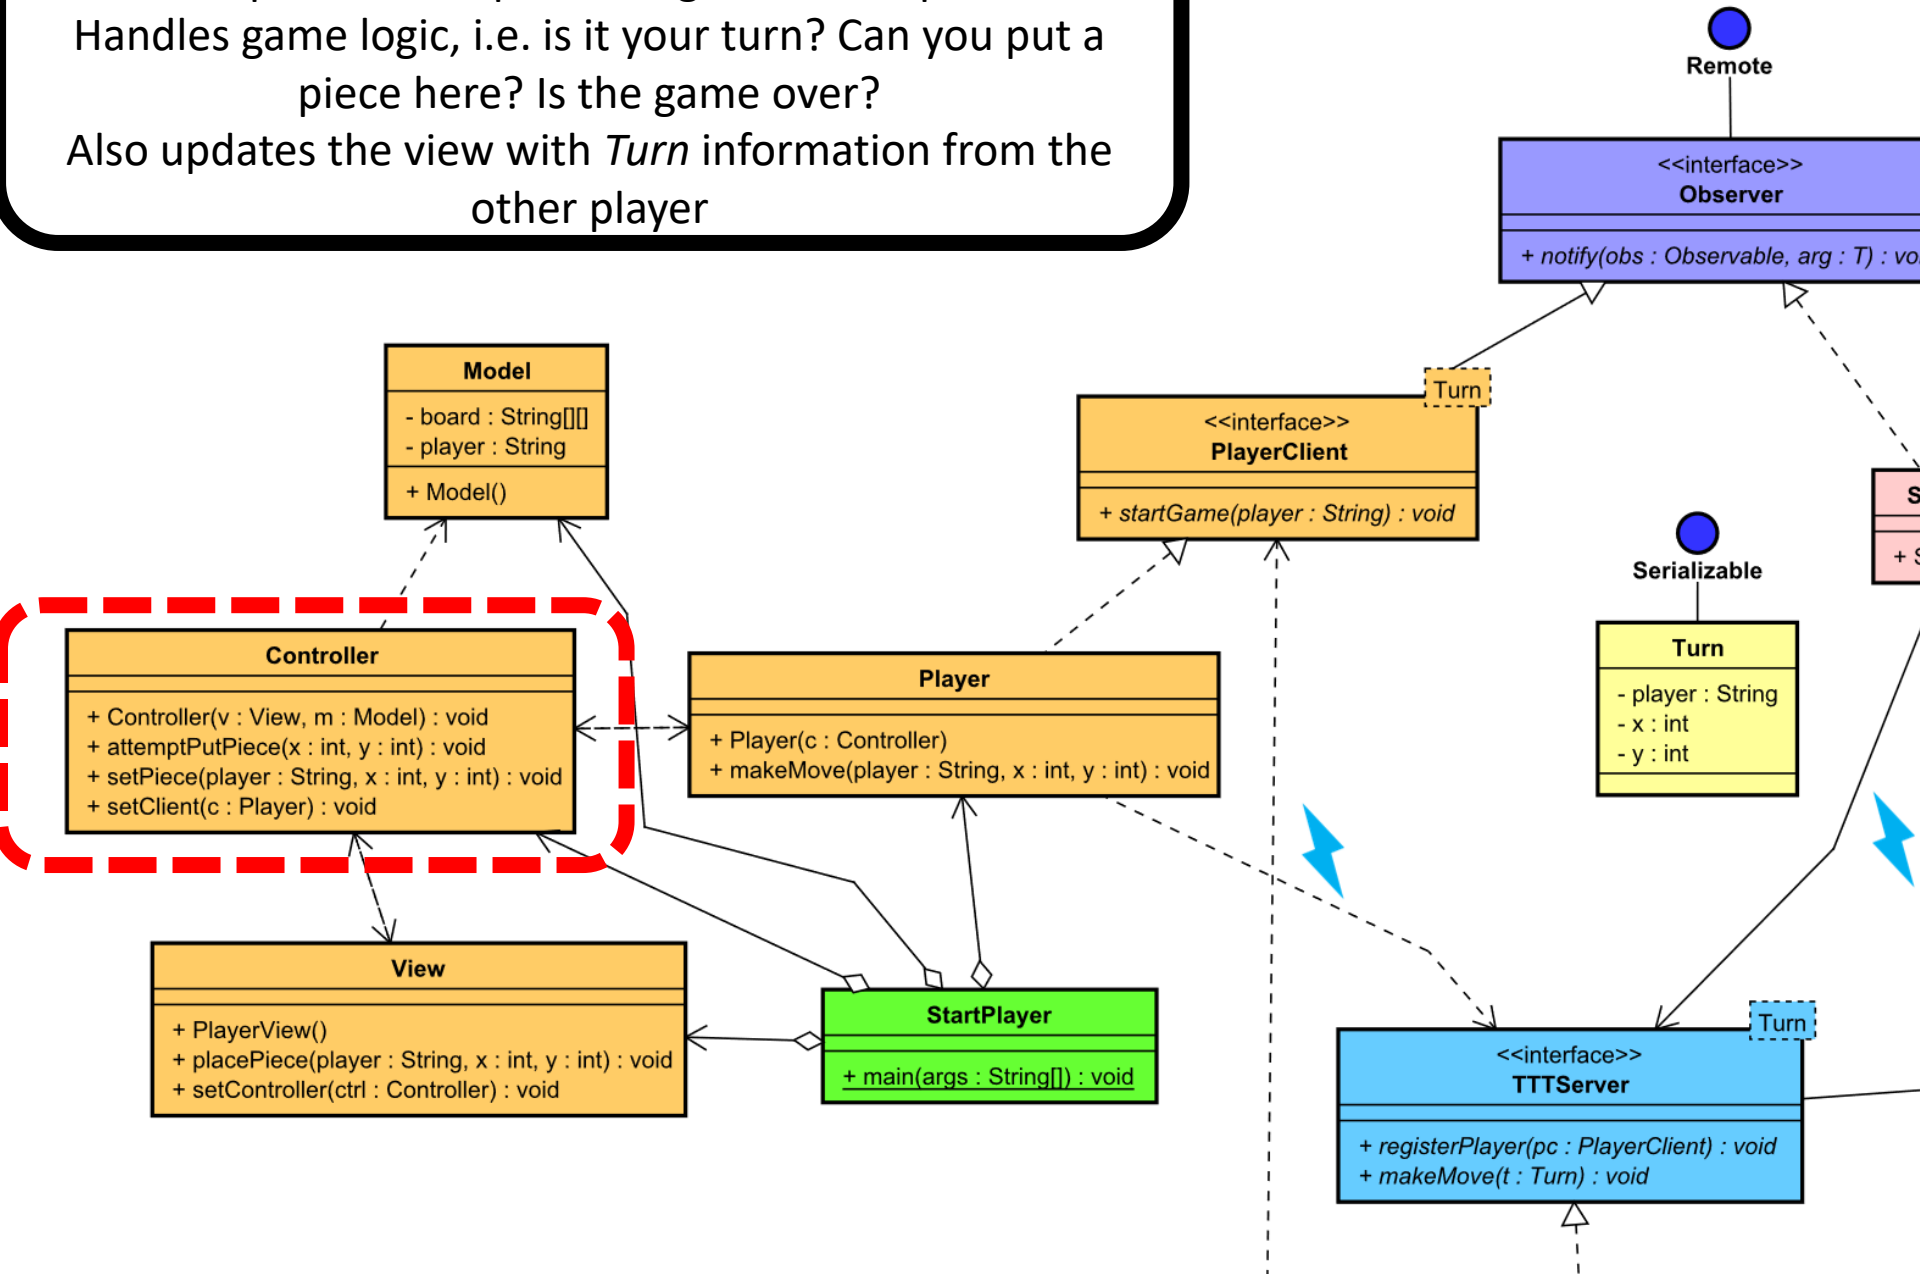 Handles game logic, i.e. is it your turn? Can you put a
piece here? Is the game over?
Also updates the view with Turn information from the
other player
Remote
<<interface>>
Observer
+ notify(obs : Observable, arg : T) : vo
Model
- board : String[][]
- player : String
+ Model()
Turn
<<interface>>
PlayerClient
+ startGame(player : String) : void
S
+ S
Serializable
Turn
- player : String
- x : int
- y : int
Controller
+ Controller(v : View, m : Model) : void
+ attemptPutPiece(x : int, y : int) : void
+ setPiece(player : String, x : int, y : int) : void
+ setClient(c : Player) : void
Player
+ Player(c : Controller)
+ makeMove(player : String, x : int, y : int) : void
View
+ PlayerView()
+ placePiece(player : String, x : int, y : int) : void
+ setController(ctrl : Controller) : void
StartPlayer
+ main(args : String[]) : void
Turn
<<interface>>
TTTServer
+ registerPlayer(pc : PlayerClient) : void
+ makeMove(t : Turn) : void